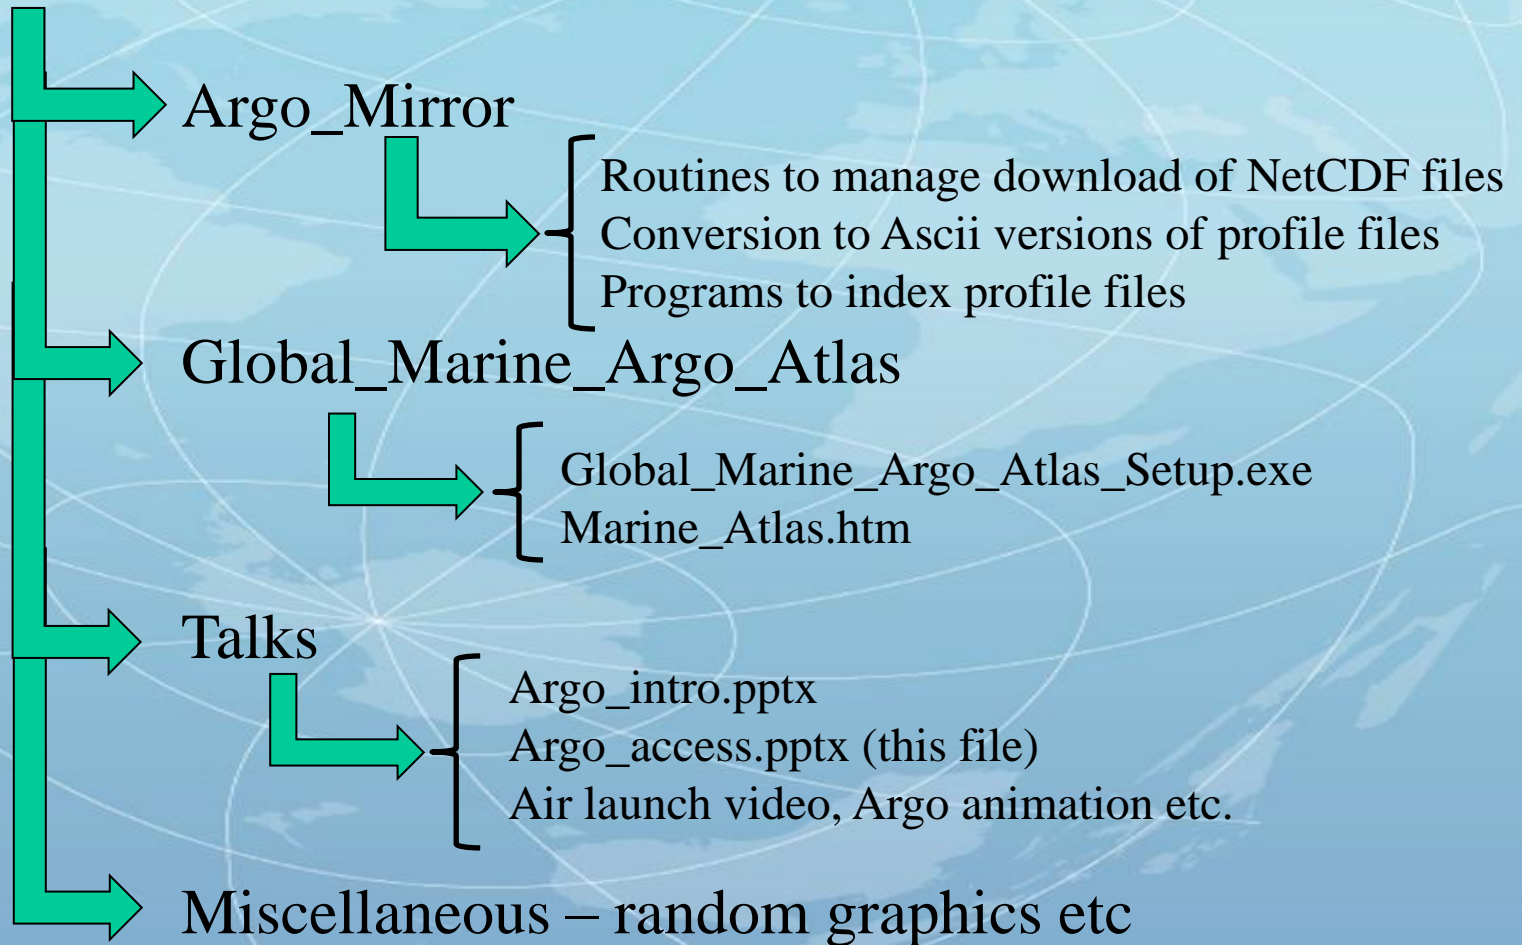 Argo_Mirror
Routines to manage download of NetCDF files
Conversion to Ascii versions of profile files
Programs to index profile files
Global_Marine_Argo_Atlas
Global_Marine_Argo_Atlas_Setup.exe
Marine_Atlas.htm
Talks
Argo_intro.pptx
Argo_access.pptx (this file)
Air launch video, Argo animation etc.
Miscellaneous – random graphics etc